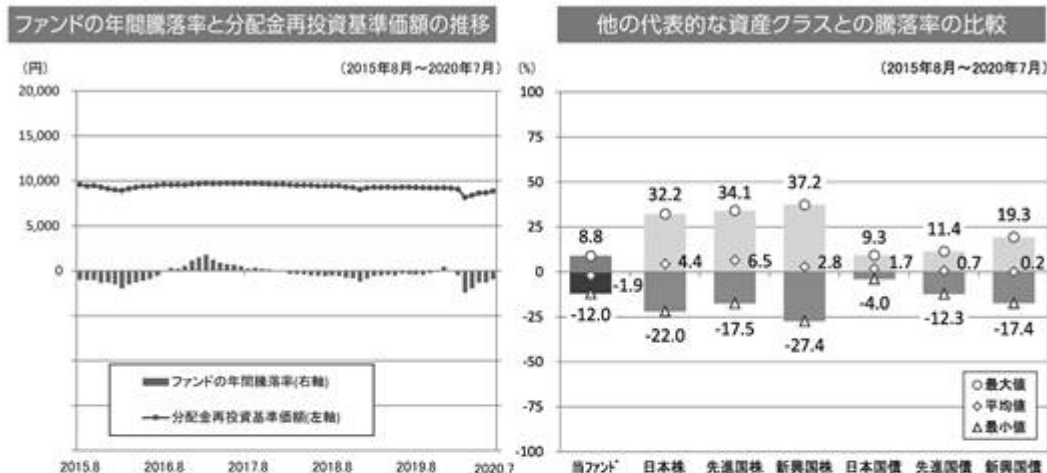 ファンドの年間騰落率と分配金再投資基準価額の推移
(円)
(2015年8月～2020年7月)
20,000
15,000
10,000
5,000
0
ファンドの年間騰落率(右軸)
分配金再投資基準価額(左軸)
2015.8
2016.8
2017.8
2018.8
2019.8
2020.7
他の代表的な資産クラスとの騰落率の比較
(%)
(2015年8月～2020年7月)
100
75
50
25
0
-25
-50
-75
-100
8.8
32.2
34.1
37.2
9.3
11.4
19.3
-1.9
4.4
6.5
2.8
1.7
0.7
0.2
-12.0
-22.0
-17.5
-27.4
-4.0
-12.3
-17.4
最大値
平均値
最小値
当ファンド
日本株
先進国株
新興国株
日本国債
先進国債
新興国債